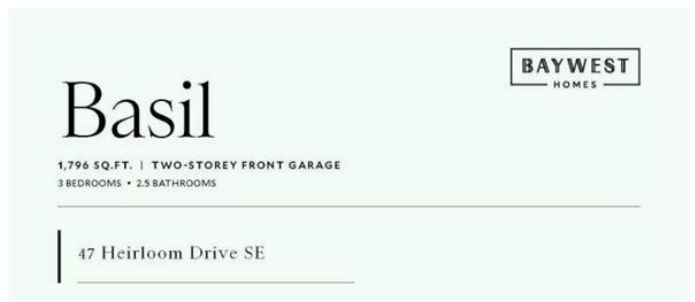 BAYWEST
HOMES
Basil
1,796 SQ.FT. | TWO-STOREY FRONT GARAGE
3 BEDROOMS • 2.5 BATHROOMS
47 Heirloom Drive SE